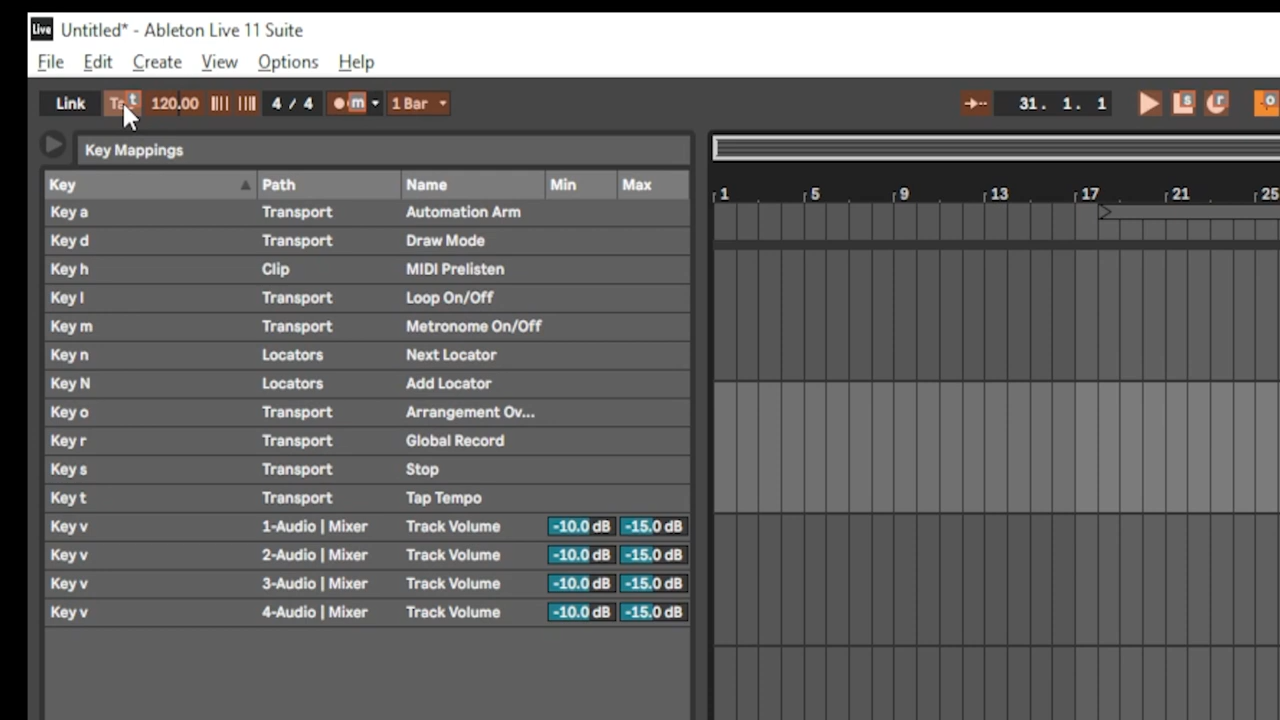 Live Untitled* - Ableton Live 11 Suite
File Edit Create View Options Help
Link t 120.00 4 / 4 m 1 Bar 31. 1. 1 s r o
Key Mappings
Key Path Name Min Max
1 5 9 13 17 21 25
Key a Transport Automation Arm
Key d Transport Draw Mode
Key h Clip MIDI Prelisten
Key l Transport Loop On/Off
Key m Transport Metronome On/Off
Key n Locators Next Locator
Key N Locators Add Locator
Key o Transport Arrangement Ov...
Key r Transport Global Record
Key s Transport Stop
Key t Transport Tap Tempo
Key v 1-Audio | Mixer Track Volume -10.0 dB -15.0 dB
Key v 2-Audio | Mixer Track Volume -10.0 dB -15.0 dB
Key v 3-Audio | Mixer Track Volume -10.0 dB -15.0 dB
Key v 4-Audio | Mixer Track Volume -10.0 dB -15.0 dB